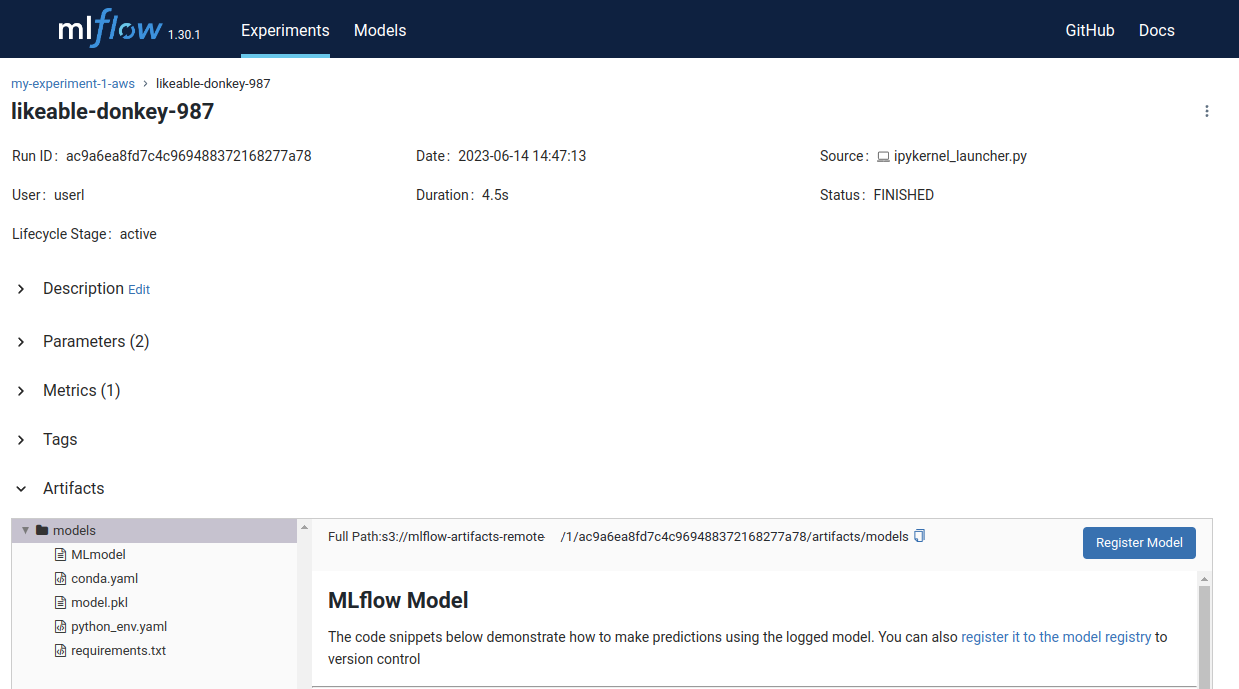 mlflow 1.30.1 Experiments Models GitHub Docs
my-experiment-1-aws › likeable-donkey-987
likeable-donkey-987
Run ID: ac9a6ea8fd7c4c969488372168277a78 Date: 2023-06-14 14:47:13 Source: ipykernel_launcher.py
User: userl Duration: 4.5s Status: FINISHED
Lifecycle Stage: active
Description Edit
Parameters (2)
Metrics (1)
Tags
Artifacts
models
MLmodel
conda.yaml
model.pkl
python_env.yaml
requirements.txt
Full Path:s3://mlflow-artifacts-remote /1/ac9a6ea8fd7c4c969488372168277a78/artifacts/models
Register Model
MLflow Model
The code snippets below demonstrate how to make predictions using the logged model. You can also register it to the model registry to
version control